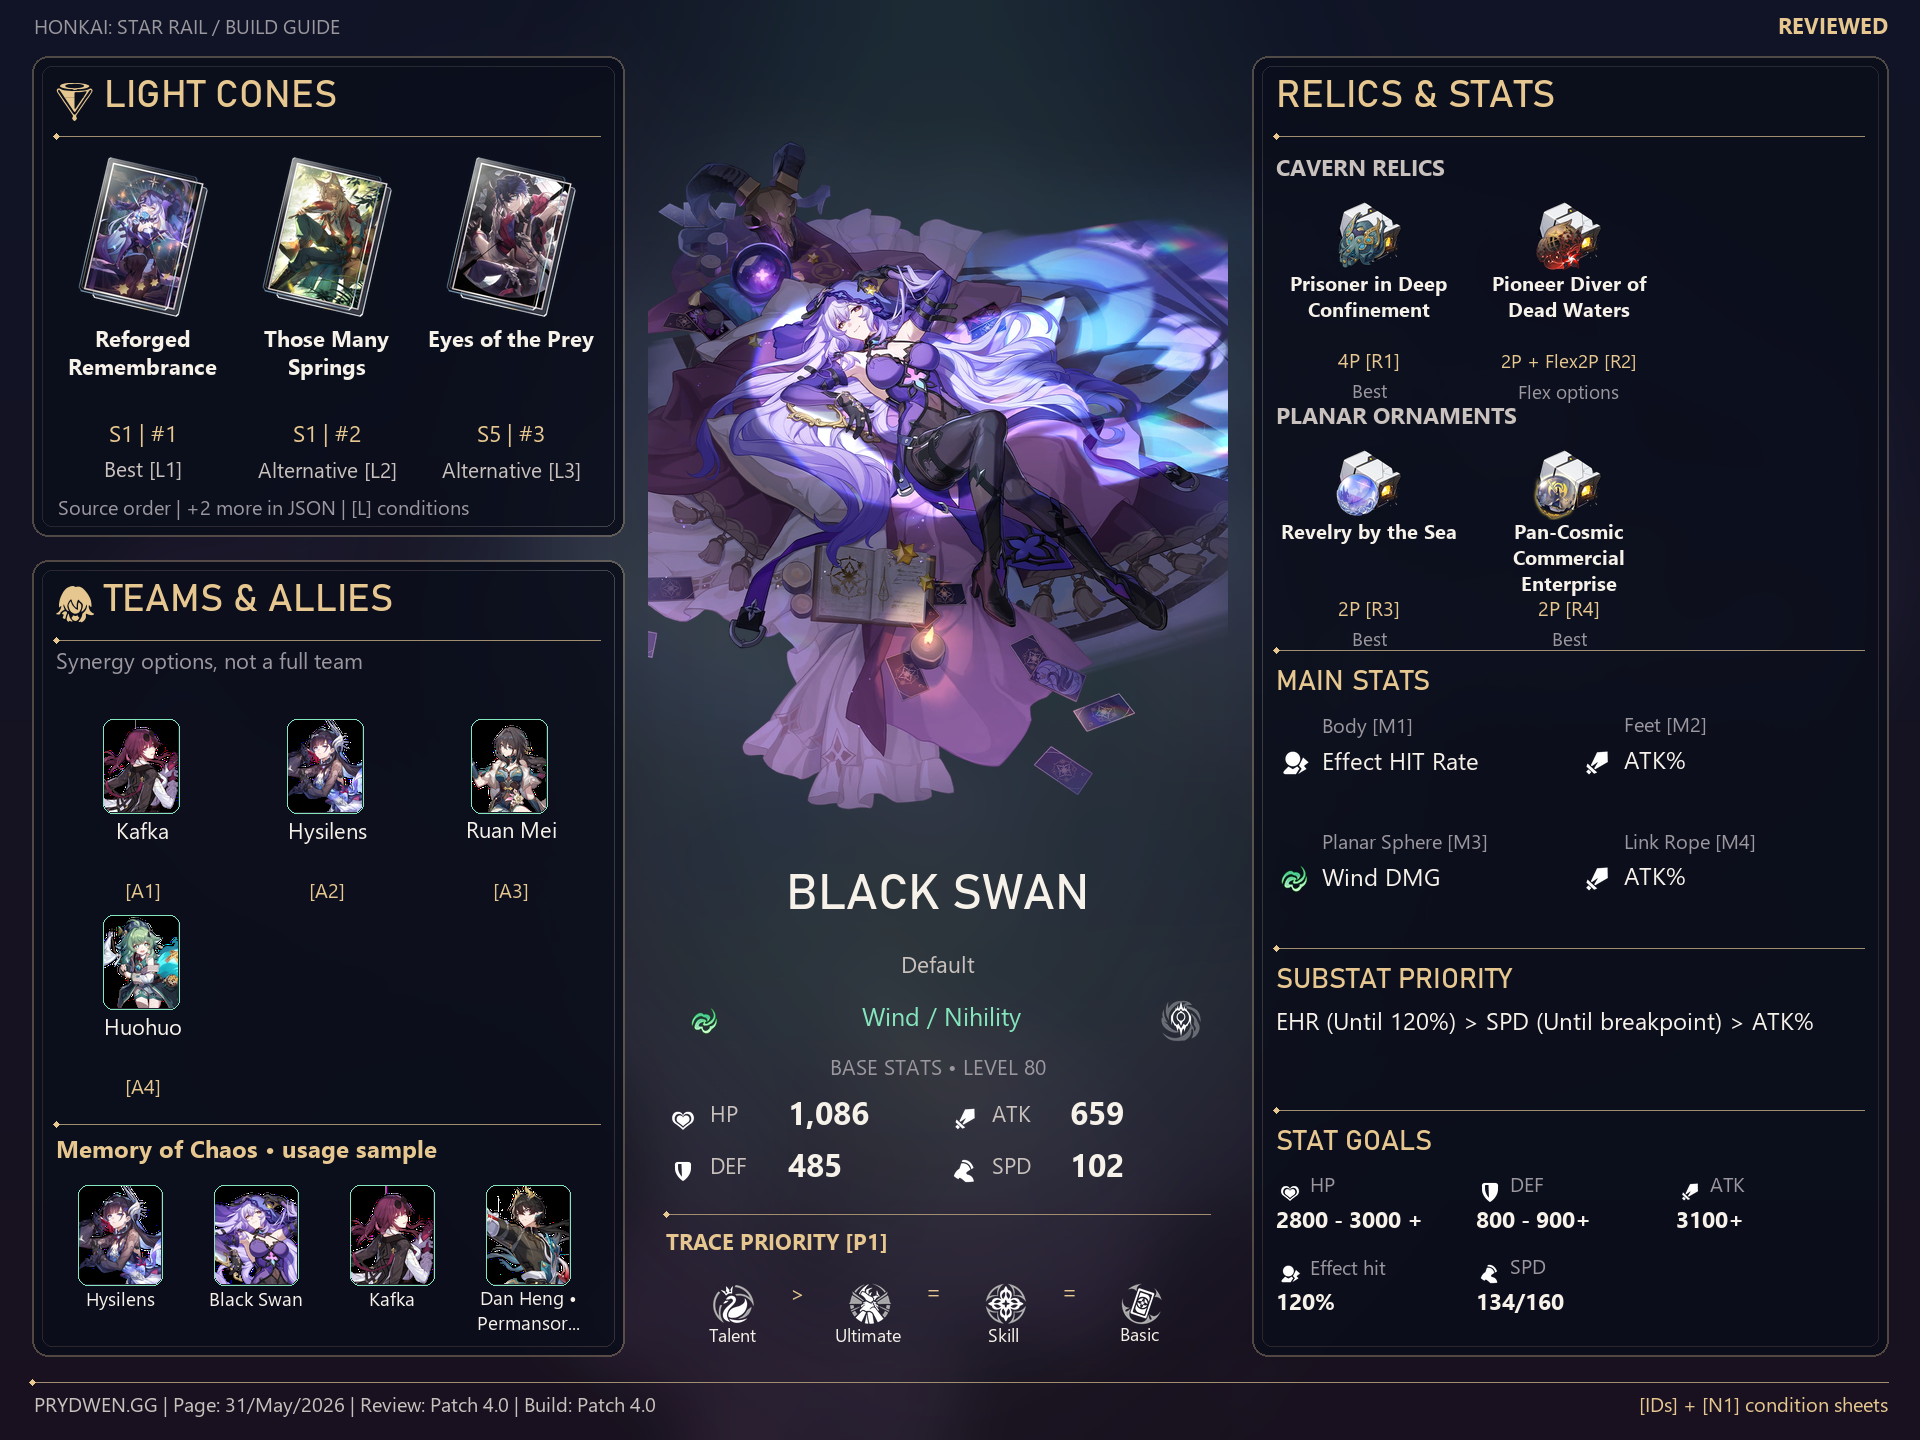 HONKAI: STAR RAIL / BUILD GUIDE
REVIEWED
LIGHT CONES
Reforged Remembrance
Those Many Springs
Eyes of the Prey
S1 | #1
S1 | #2
S5 | #3
Best [L1]
Alternative [L2]
Alternative [L3]
Source order | +2 more in JSON | [L] conditions
TEAMS & ALLIES
Synergy options, not a full team
Kafka
Hysilens
Ruan Mei
[A1]
[A2]
[A3]
Huohuo
[A4]
Memory of Chaos • usage sample
Hysilens
Black Swan
Kafka
Dan Heng •
Permansor...
BLACK SWAN
Default
Wind / Nihility
BASE STATS • LEVEL 80
HP 1,086
ATK 659
DEF 485
SPD 102
TRACE PRIORITY [P1]
Talent > Ultimate = Skill = Basic
RELICS & STATS
CAVERN RELICS
Prisoner in Deep
Confinement
Pioneer Diver of
Dead Waters
4P [R1]
2P + Flex2P [R2]
Best
Flex options
PLANAR ORNAMENTS
Revelry by the Sea
Pan-Cosmic
Commercial
Enterprise
2P [R3]
2P [R4]
Best
Best
MAIN STATS
Body [M1]
Effect HIT Rate
Feet [M2]
ATK%
Planar Sphere [M3]
Wind DMG
Link Rope [M4]
ATK%
SUBSTAT PRIORITY
EHR (Until 120%) > SPD (Until breakpoint) > ATK%
STAT GOALS
HP
2800 - 3000 +
DEF
800 - 900+
ATK
3100+
Effect hit
120%
SPD
134/160
PRYDWEN.GG | Page: 31/May/2026 | Review: Patch 4.0 | Build: Patch 4.0
[IDs] + [N1] condition sheets